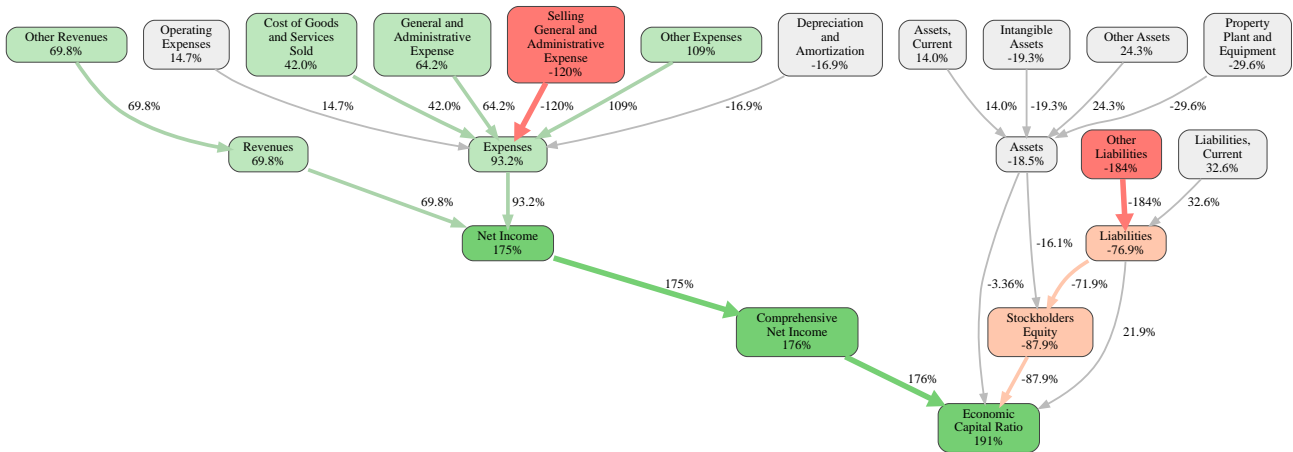 Other Revenues
69.8%
Operating
Expenses
14.7%
Cost of Goods
and Services
Sold
42.0%
General and
Administrative
Expense
64.2%
Selling
General and
Administrative
Expense
-120%
Other Expenses
109%
Depreciation
and
Amortization
-16.9%
Assets,
Current
14.0%
Intangible
Assets
-19.3%
Other Assets
24.3%
Property
Plant and
Equipment
-29.6%
69.8%
14.7%
42.0%
64.2%
-120%
109%
-16.9%
14.0%
-19.3%
24.3%
-29.6%
Revenues
69.8%
Expenses
93.2%
Assets
-18.5%
Other
Liabilities
-184%
Liabilities,
Current
32.6%
69.8%
93.2%
-184%
32.6%
Net Income
175%
-16.1%
Liabilities
-76.9%
175%
-3.36%
-71.9%
Comprehensive
Net Income
176%
Stockholders
Equity
-87.9%
21.9%
176%
-87.9%
Economic
Capital Ratio
191%